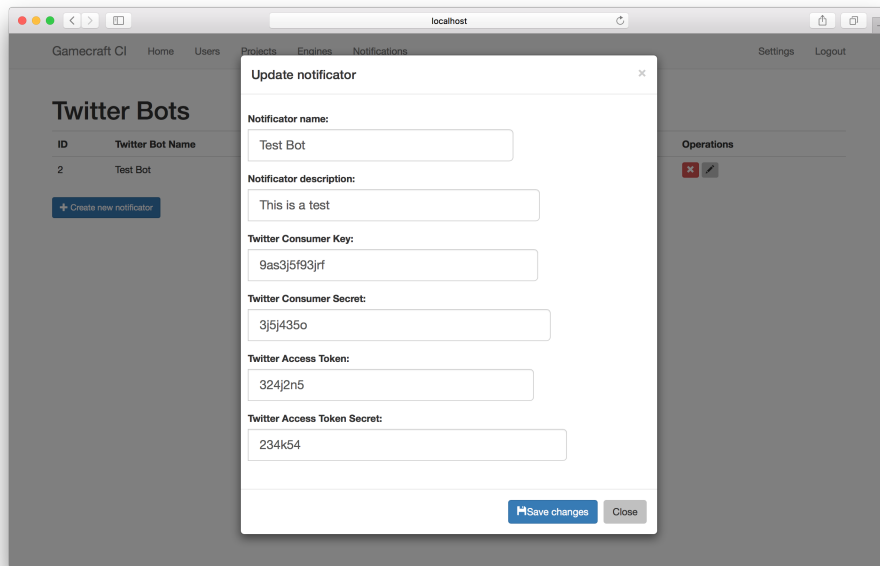 localhost
Gamecraft CI Home Users Projects Engines Notifications Settings Logout
Update notificator ×
Twitter Bots
ID Twitter Bot Name Operations
2 Test Bot
Create new notificator
Notificator name:
Test Bot
Notificator description:
This is a test
Twitter Consumer Key:
9as3j5f93jrf
Twitter Consumer Secret:
3j5j435o
Twitter Access Token:
324j2n5
Twitter Access Token Secret:
234k54
Save changes Close